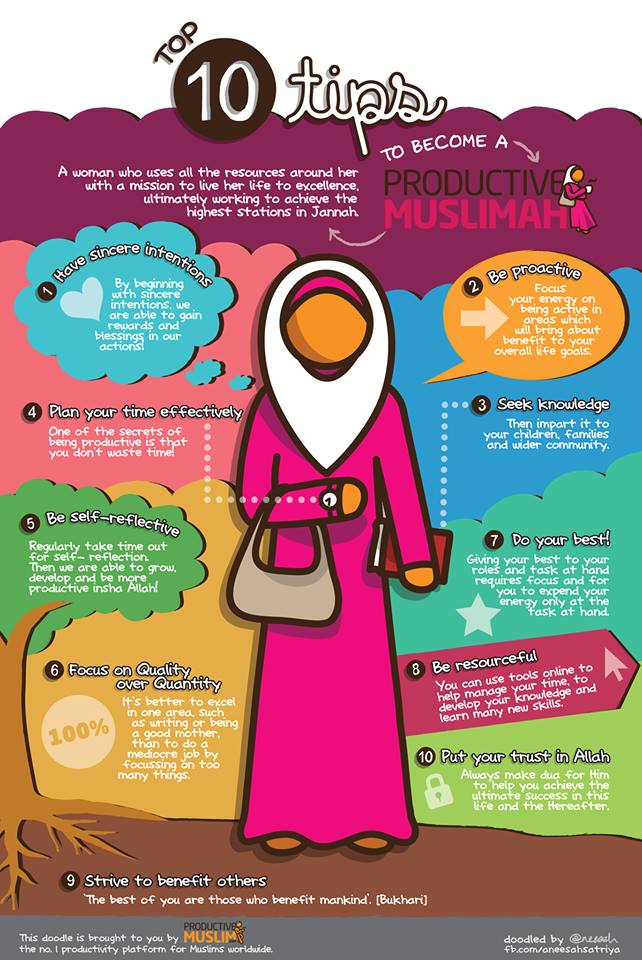 TOP
10 tips
TO BECOME A
PRODUCTIVE
MUSLIMAH
A woman who uses all the resources around her
with a mission to live her life to excellence,
ultimately working to achieve the
highest stations in Jannah.
1 Have sincere intentions
By beginning
with sincere
intentions, we
are able to gain
rewards and
blessings in our
actions!
2 Be proactive
Focus
your energy on
being active in
areas which
will bring about
benefit to your
overall life goals.
3 Seek knowledge
Then impart it to
your children, families
and wider community.
4 Plan your time effectively
One of the secrets of
being productive is that
you don't waste time!
5 Be self-reflective
Regularly take time out
for self- reflection.
Then we are able to grow,
develop and be more
productive insha Allah!
6 Focus on Quality
over Quantity
100%
It's better to excel
in one area, such
as writing or being
a good mother,
than to do a
mediocre job by
focussing on too
many things.
7 Do your best!
Giving your best to your
roles and task at hand
requires focus and for
you to expend your
energy only at the
task at hand.
8 Be resourceful
You can use tools online to
help manage your time, to
develop your knowledge and
learn many new skills.
10 Put your trust in Allah
Always make dua for Him
to help you achieve the
ultimate success in this
life and the Hereafter.
9 Strive to benefit others
'The best of you are those who benefit mankind'. [Bukhari]
This doodle is brought to you by PRODUCTIVE MUSLIM
the no. 1 productivity platform for Muslims worldwide.
doodled by @neesah
fb.com/aneesahsatriya